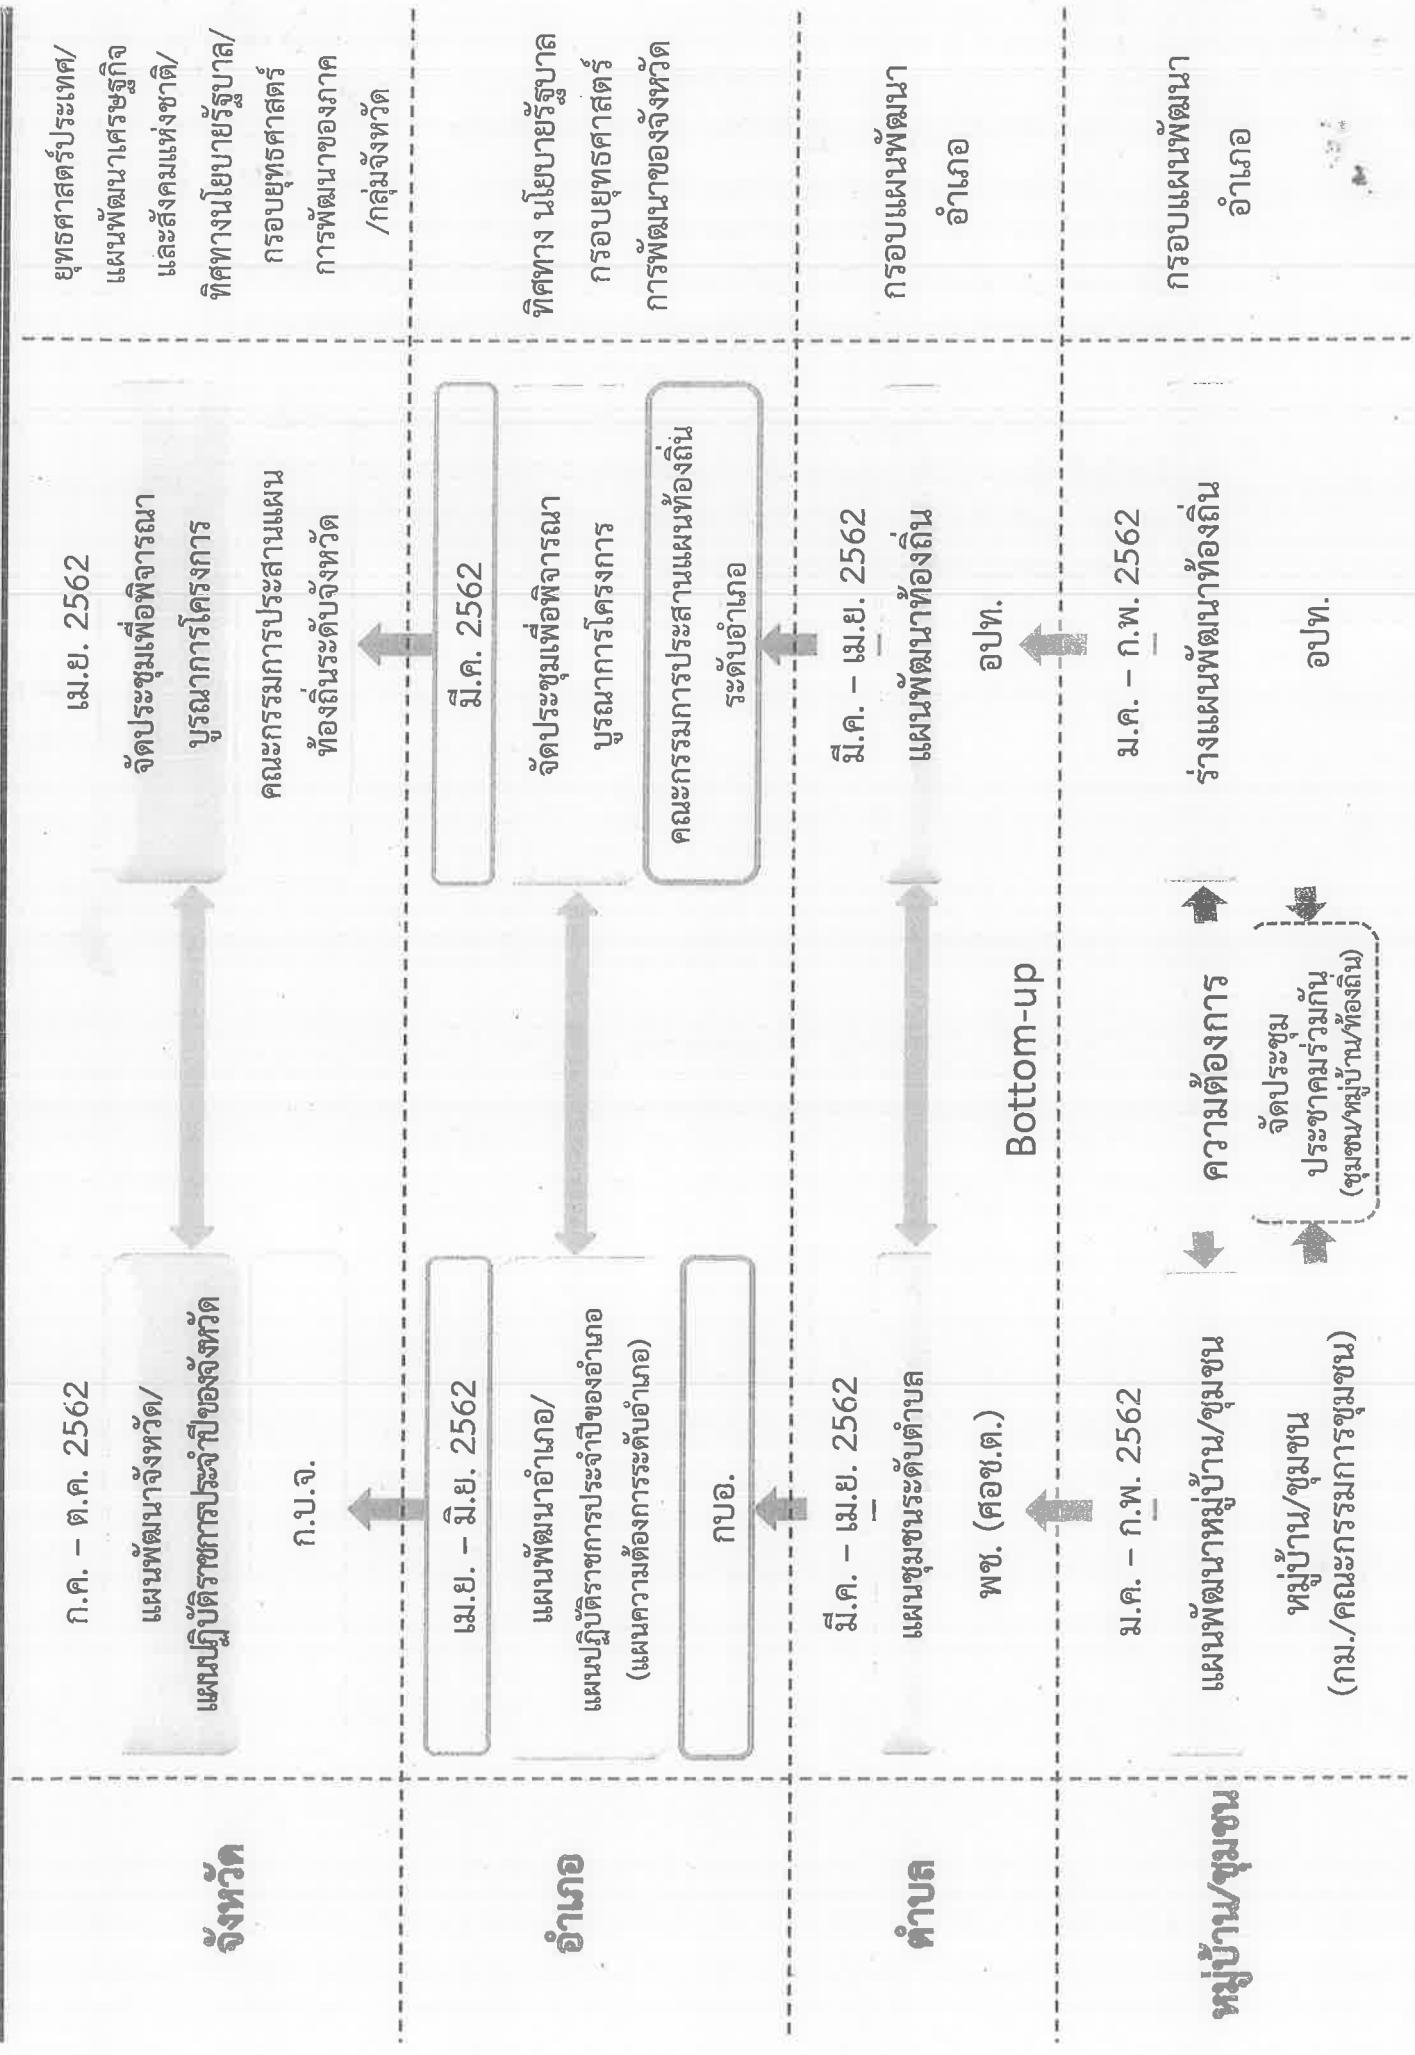 จังหวัด
ก.ค. – ต.ค. 2562
แผนพัฒนาจังหวัด/
แผนปฏิบัติราชการประจำปีของจังหวัด
ก.บ.จ.
เม.ย. 2562
จัดประชุมเพื่อพิจารณา
บูรณาการโครงการ
คณะกรรมการประสานแผน
ท้องถิ่นระดับจังหวัด
ยุทธศาสตร์ประเทศ/
แผนพัฒนาเศรษฐกิจ
และสังคมแห่งชาติ/
ทิศทางนโยบายรัฐบาล/
กรอบยุทธศาสตร์
การพัฒนาของภาค
/กลุ่มจังหวัด
อำเภอ
เม.ย. – มิ.ย. 2562
แผนพัฒนาอำเภอ/
แผนปฏิบัติราชการประจำปีของอำเภอ
(แผนความต้องการระดับอำเภอ)
กบอ.
มี.ค. 2562
จัดประชุมเพื่อพิจารณา
บูรณาการโครงการ
คณะกรรมการประสานแผนท้องถิ่น
ระดับอำเภอ
ทิศทาง นโยบายรัฐบาล
กรอบยุทธศาสตร์
การพัฒนาของจังหวัด
ตำบล
มี.ค. – เม.ย. 2562
แผนชุมชนระดับตำบล
พช. (ศอช.ต.)
Bottom-up
มี.ค. – เม.ย. 2562
แผนพัฒนาท้องถิ่น
อปท.
กรอบแผนพัฒนา
อำเภอ
หมู่บ้าน/ชุมชน
ม.ค. – ก.พ. 2562
แผนพัฒนาหมู่บ้าน/ชุมชน
หมู่บ้าน/ชุมชน
(กม./คณะกรรมการชุมชน)
ความต้องการ
จัดประชุม
ประชาคมร่วมกัน
(ชุมชน/หมู่บ้าน/ท้องถิ่น)
ม.ค. – ก.พ. 2562
ร่างแผนพัฒนาท้องถิ่น
อปท.
กรอบแผนพัฒนา
อำเภอ